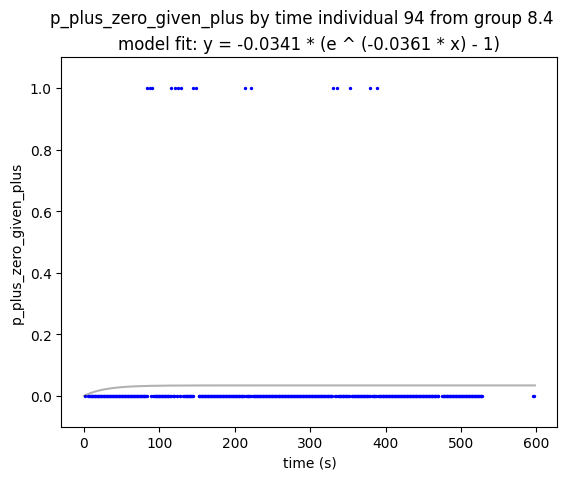 p_plus_zero_given_plus by time individual 94 from group 8.4
model fit: y = -0.0341 * (e ^ (-0.0361 * x) - 1)
1.0
0.8
0.6
0.4
0.2
0.0
p_plus_zero_given_plus
0 100 200 300 400 500 600
time (s)